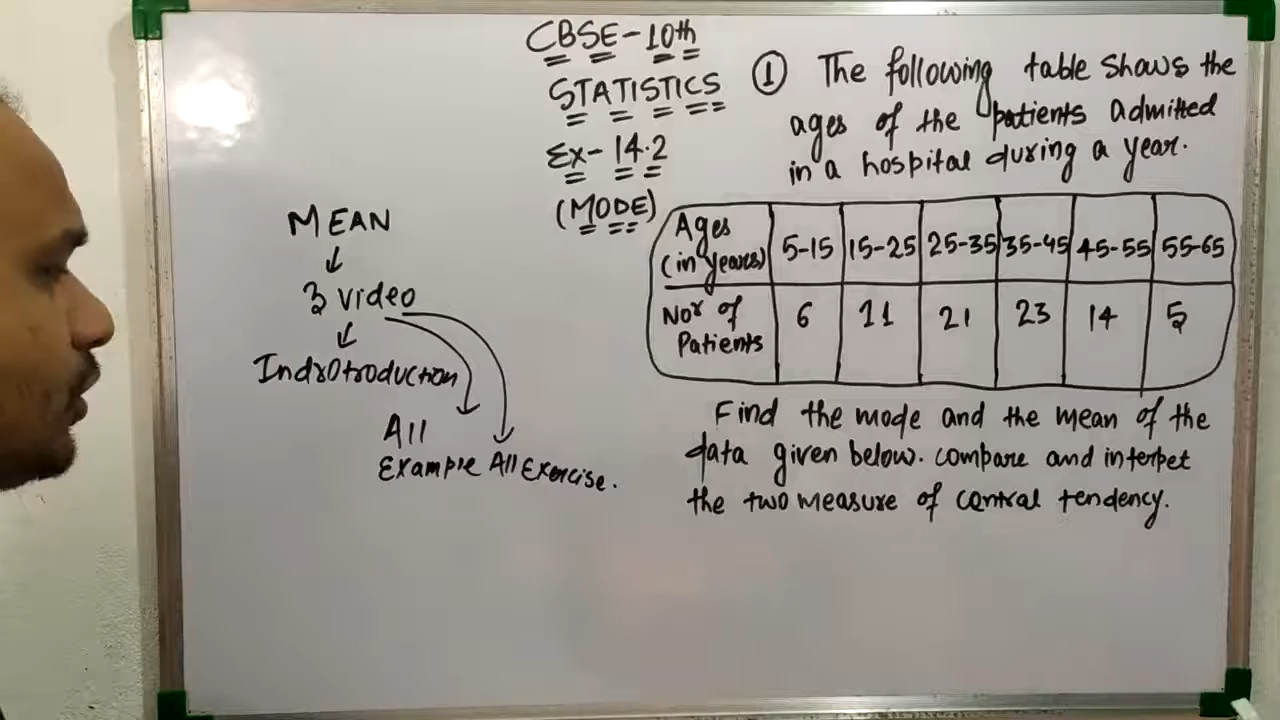 CBSE-10th
STATISTICS
Ex-14.2
(MODE)
MEAN
3 video
IndrOtroduction
All
Example All Exercise.
① The following table shows the
ages of the patients admitted
in a hospital during a year.
Ages (in years) 5-15 15-25 25-35 35-45 45-55 55-65
Nor of Patients 6 11 21 23 14 5
Find the mode and the mean of the
data given below. compare and interpet
the two measure of central tendency.